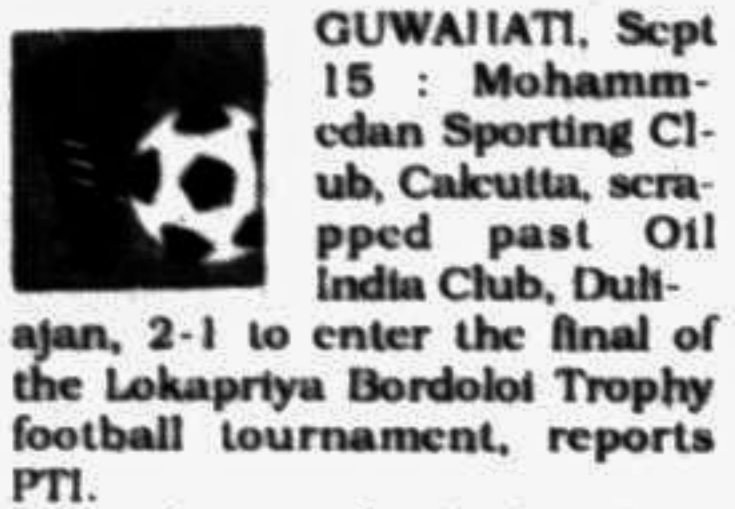 GUWAHATI, Sept
15 : Mohamm-
edan Sporting Cl-
ub, Calcutta, scra-
pped past Oil
India Club, Duli-
ajan, 2-1 to enter the final of
the Lokapriya Bordoloi Trophy
football tournament, reports
PTI.